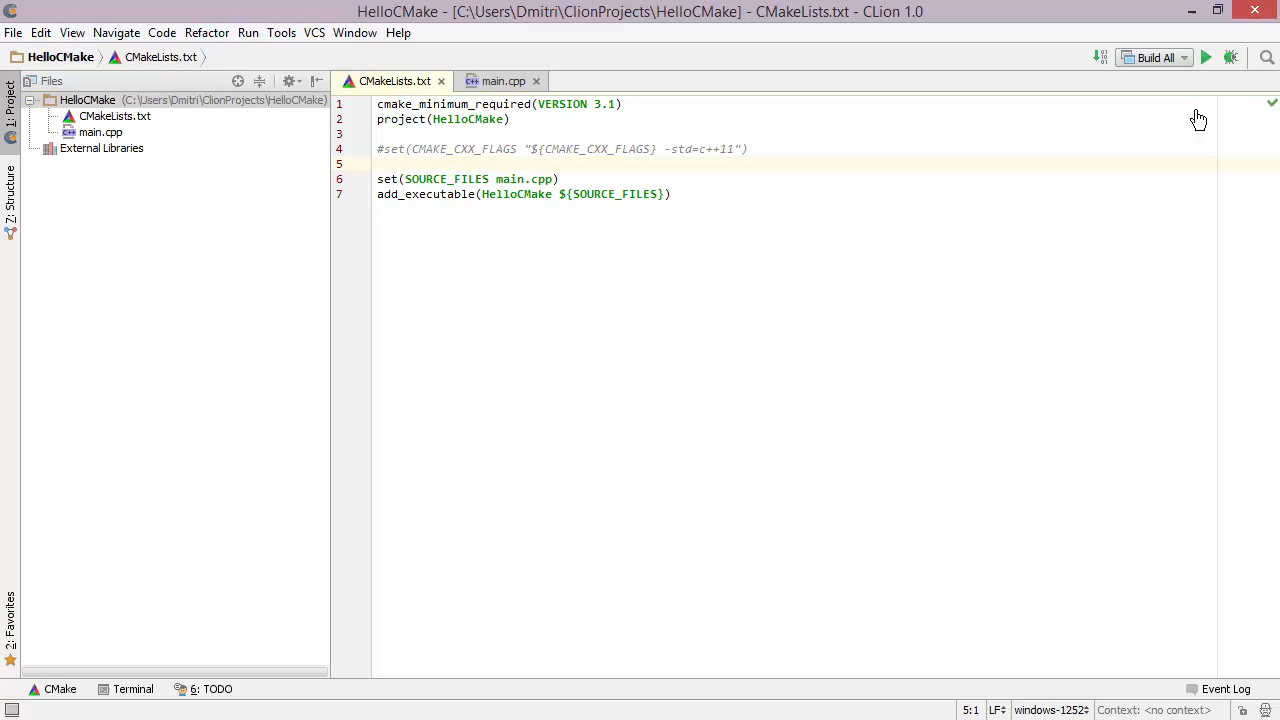 HelloCMake - [C:\Users\Dmitri\ClionProjects\HelloCMake] - CMakeLists.txt - CLion 1.0
File Edit View Navigate Code Refactor Run Tools VCS Window Help
HelloCMake CMakeLists.txt Build All
1: Project
Z: Structure
2: Favorites
Files
HelloCMake (C:\Users\Dmitri\ClionProjects\HelloCMake)
CMakeLists.txt
C++ main.cpp
External Libraries
CMakeLists.txt C++ main.cpp
1 cmake_minimum_required(VERSION 3.1)
2 project(HelloCMake)
3
4 #set(CMAKE_CXX_FLAGS "${CMAKE_CXX_FLAGS} -std=c++11")
5
6 set(SOURCE_FILES main.cpp)
7 add_executable(HelloCMake ${SOURCE_FILES})
CMake Terminal 6: TODO Event Log
5:1 LF windows-1252 Context: <no context>